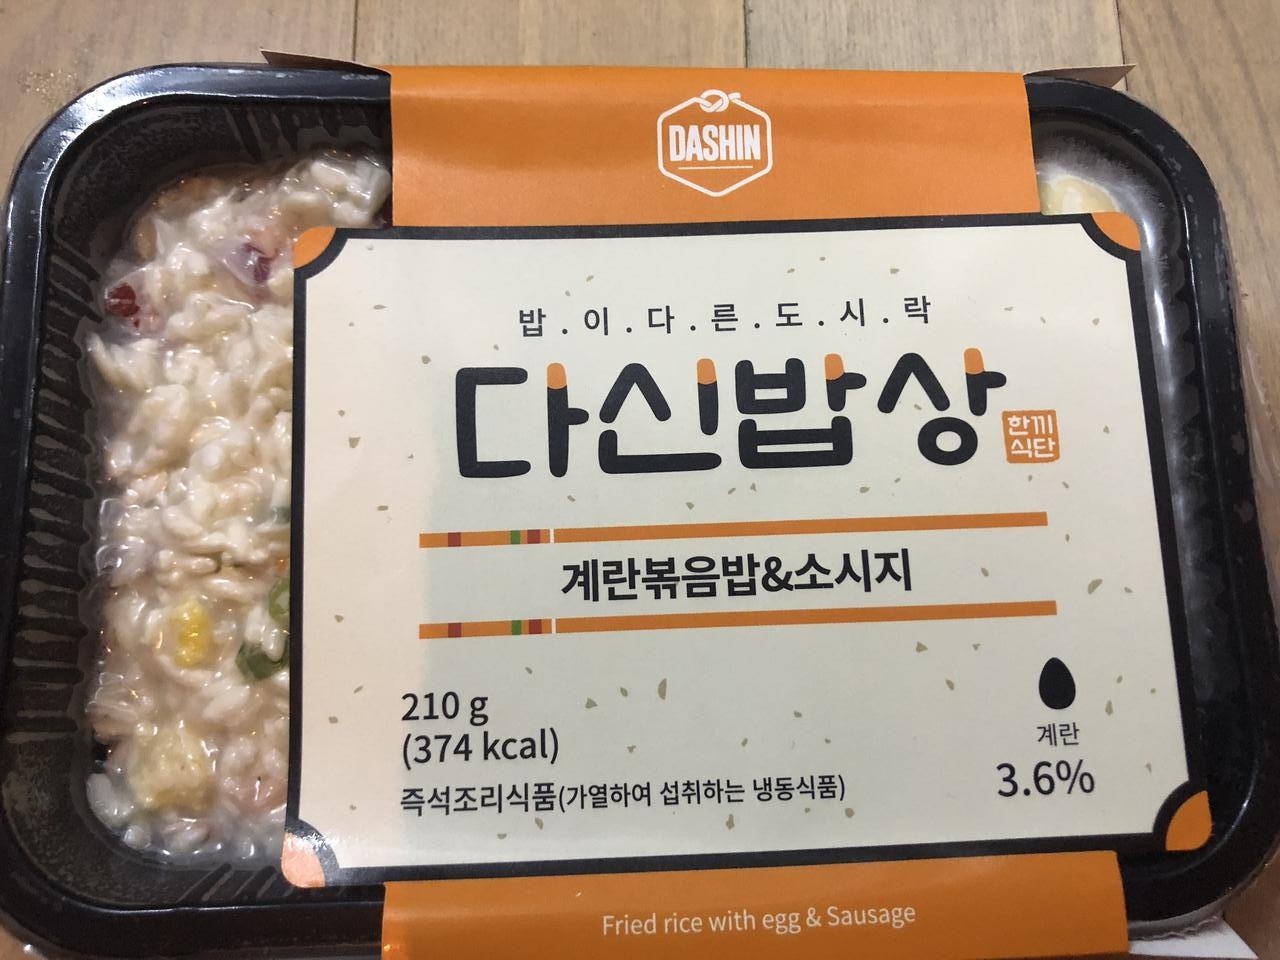 DASHIN
밥.이.다.른.도.시.락
다신밥상
한끼
식단
계란볶음밥&소시지
210 g
(374 kcal)
즉석조리식품(가열하여 섭취하는 냉동식품)
계란
3.6%
Fried rice with egg & Sausage